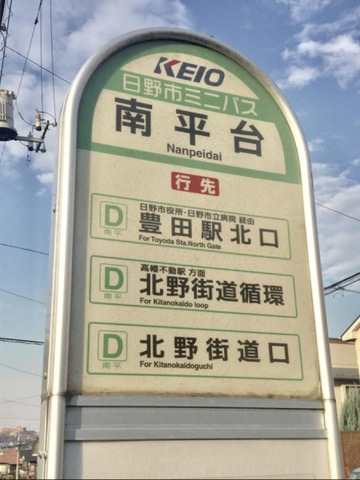 KEIO
日野市ミニバス
南平台
Nanpeidai
行先
日野市役所・日野市立病院 経由
D 豊田駅北口
南平 For Toyoda Sta.North Gate
高幡不動駅 方面
D 北野街道循環
南平 For Kitanokaido loop
D 北野街道口
南平 For Kitanokaidoguchi